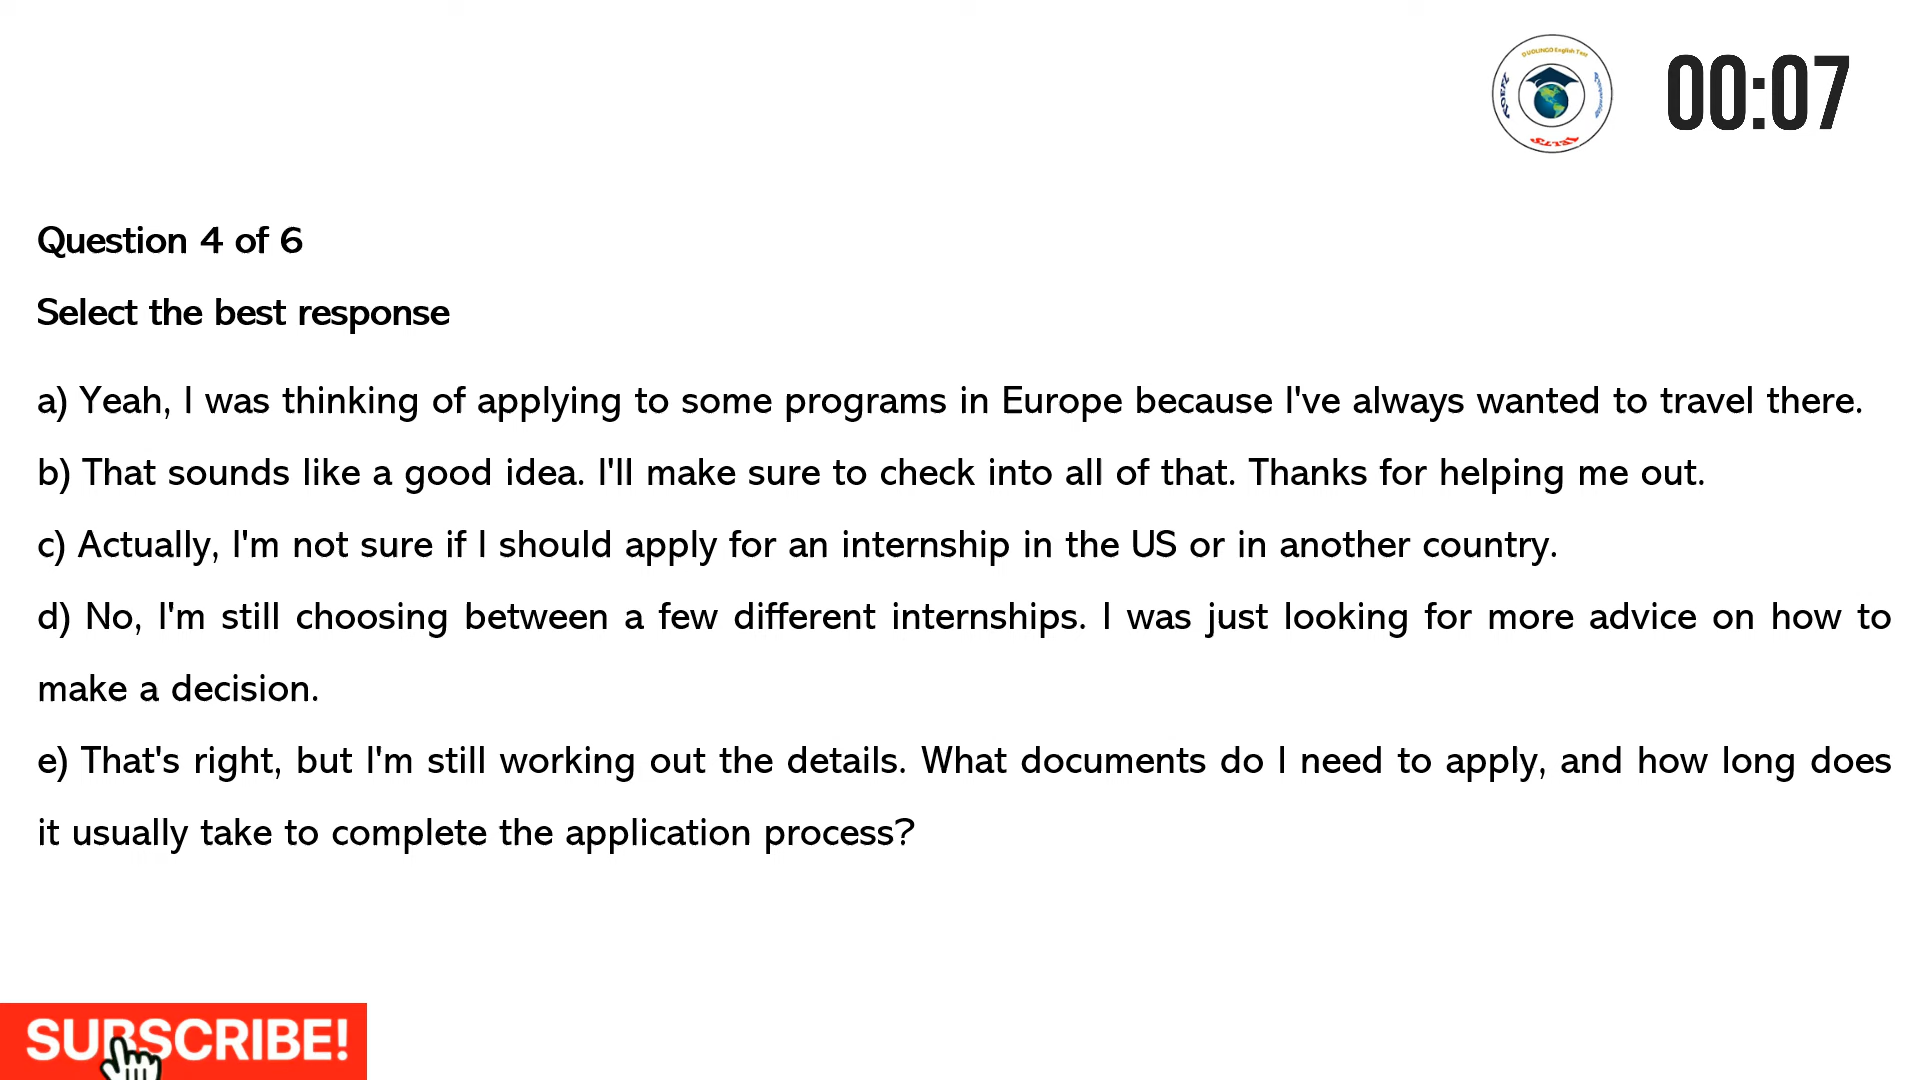 DUOLINGO English Test
IELTS
00:07
Question 4 of 6
Select the best response
a) Yeah, I was thinking of applying to some programs in Europe because I've always wanted to travel there.
b) That sounds like a good idea. I'll make sure to check into all of that. Thanks for helping me out.
c) Actually, I'm not sure if I should apply for an internship in the US or in another country.
d) No, I'm still choosing between a few different internships. I was just looking for more advice on how to
make a decision.
e) That's right, but I'm still working out the details. What documents do I need to apply, and how long does
it usually take to complete the application process?
SUBSCRIBE!